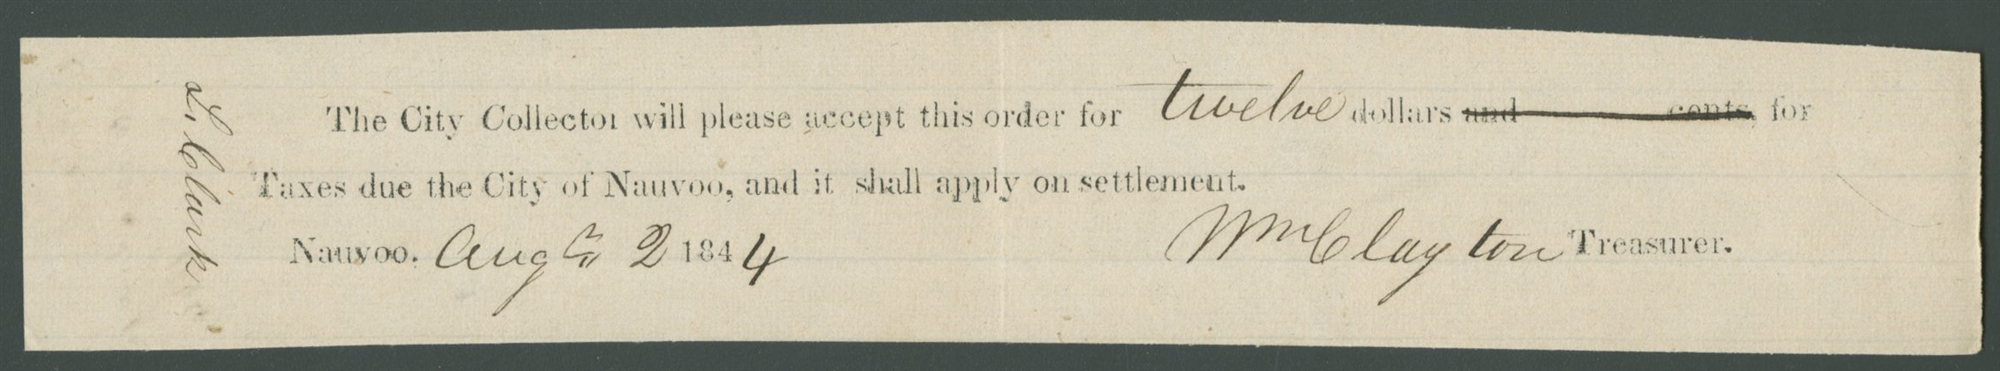 The City Collector will please accept this order for twelve dollars and cents, for
Taxes due the City of Nauvoo, and it shall apply on settlement.
Nauvoo. Augt 2 1844 Wm Clayton Treasurer.
L. Clark